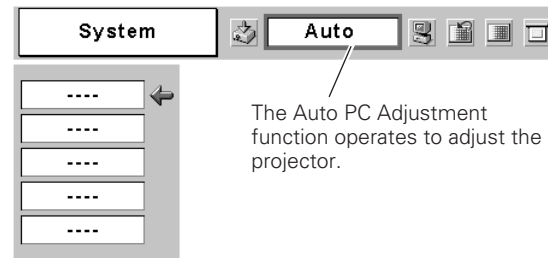 System
Auto
----
----
----
----
----
The Auto PC Adjustment
function operates to adjust the
projector.